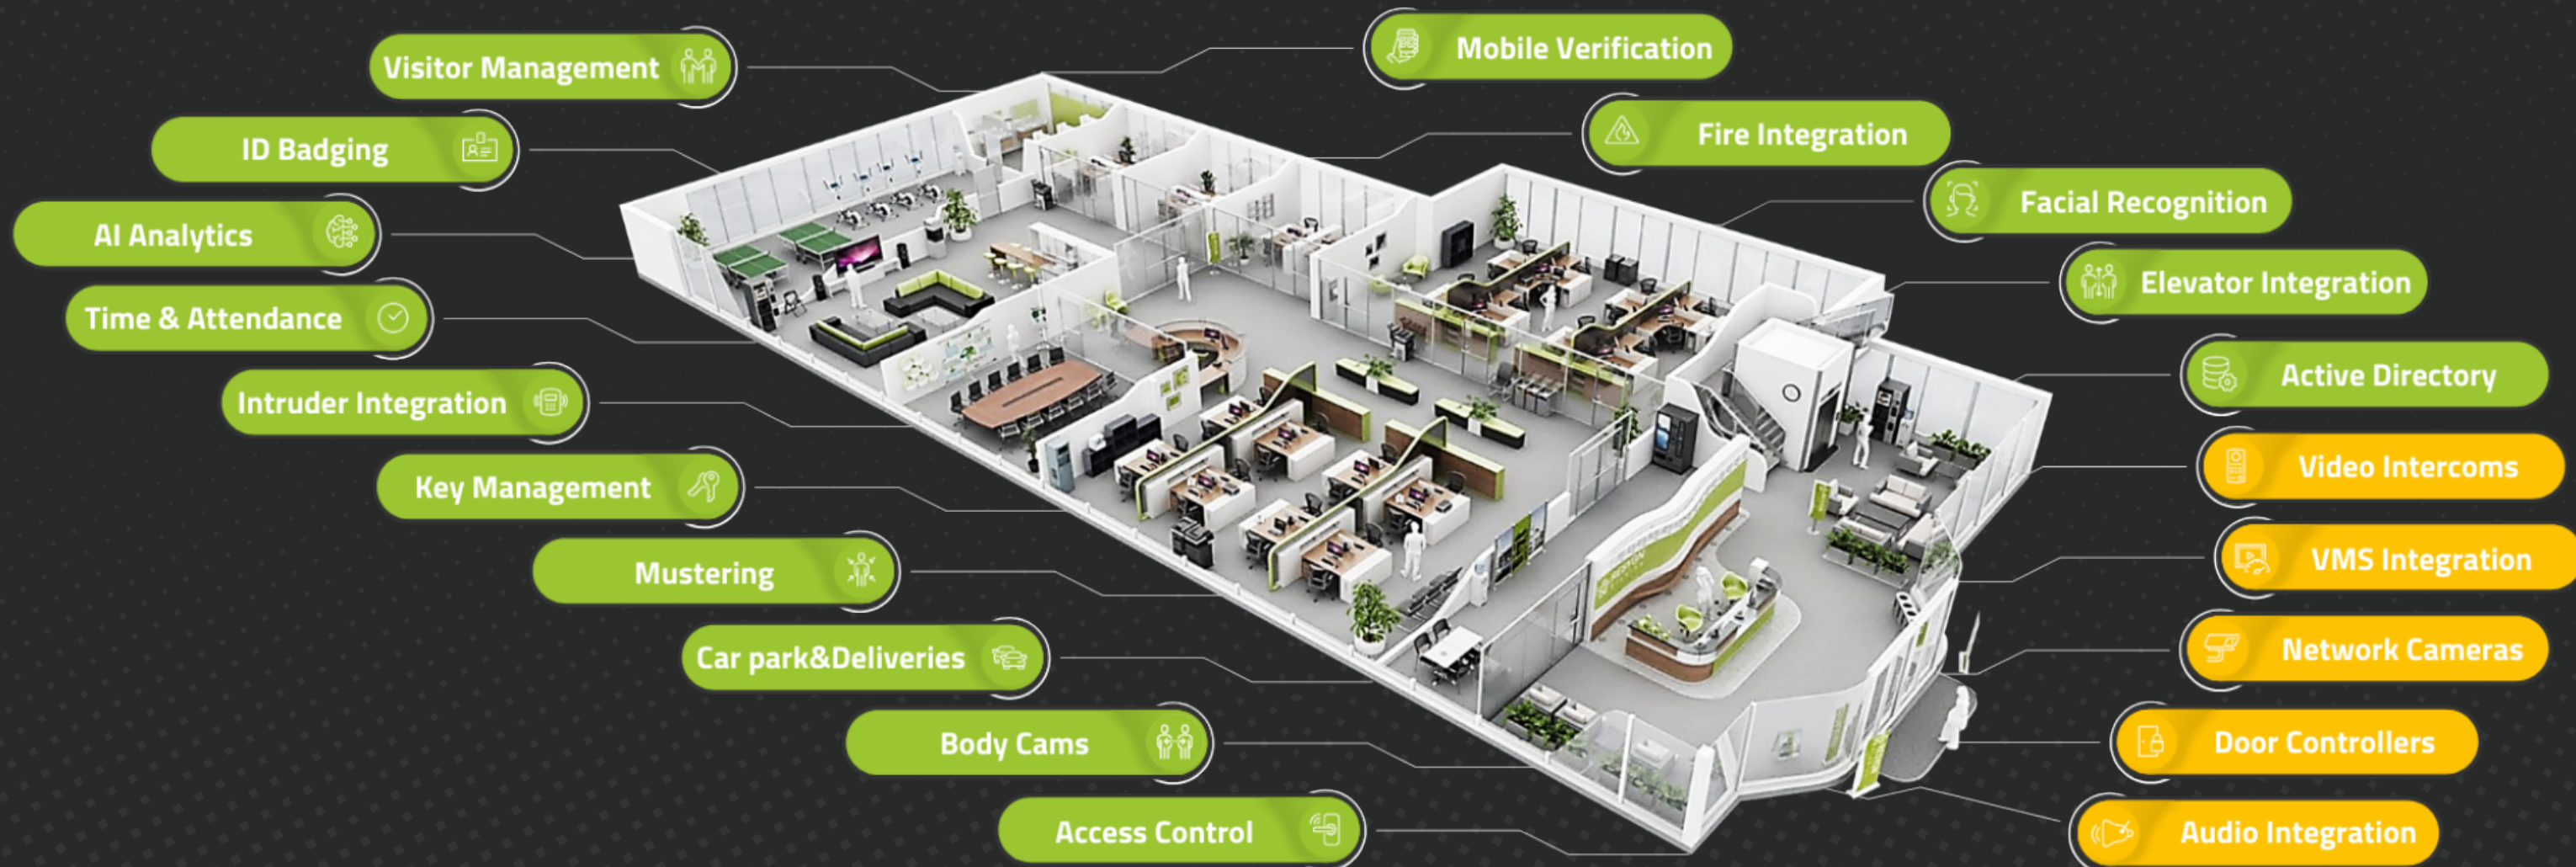 Visitor Management
ID Badging
AI Analytics
Time & Attendance
Intruder Integration
Key Management
Mustering
Car park&Deliveries
Body Cams
Access Control
Mobile Verification
Fire Integration
Facial Recognition
Elevator Integration
Active Directory
Video Intercoms
VMS Integration
Network Cameras
Door Controllers
Audio Integration